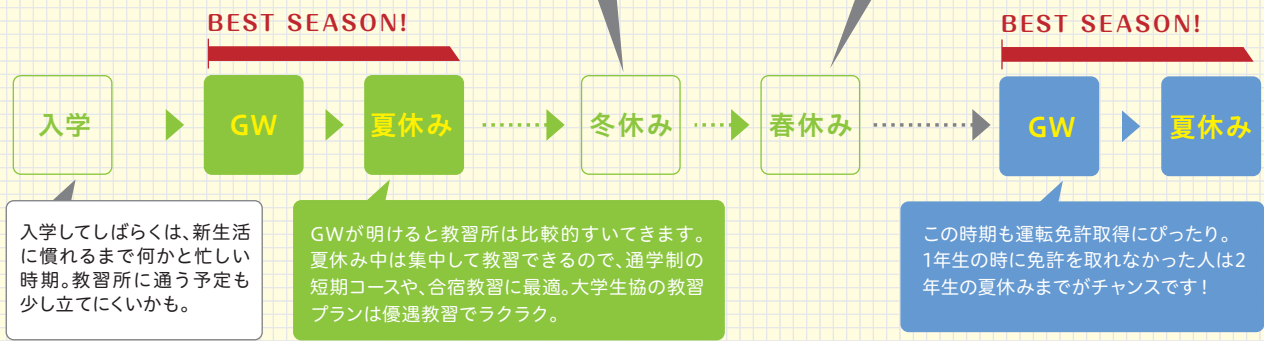 BEST SEASON!
BEST SEASON!
入学
GW
夏休み
冬休み
春休み
GW
夏休み
入学してしばらくは、新生活
に慣れるまで何かと忙しい
時期。教習所に通う予定も
少し立てにくいかも。
GWが明けると教習所は比較的すいてきます。
夏休み中は集中して教習できるので、通学制の
短期コースや、合宿教習に最適。大学生協の教習
プランは優遇教習でラクラク。
この時期も運転免許取得にぴったり。
1年生の時に免許を取れなかった人は2
年生の夏休みまでがチャンスです!